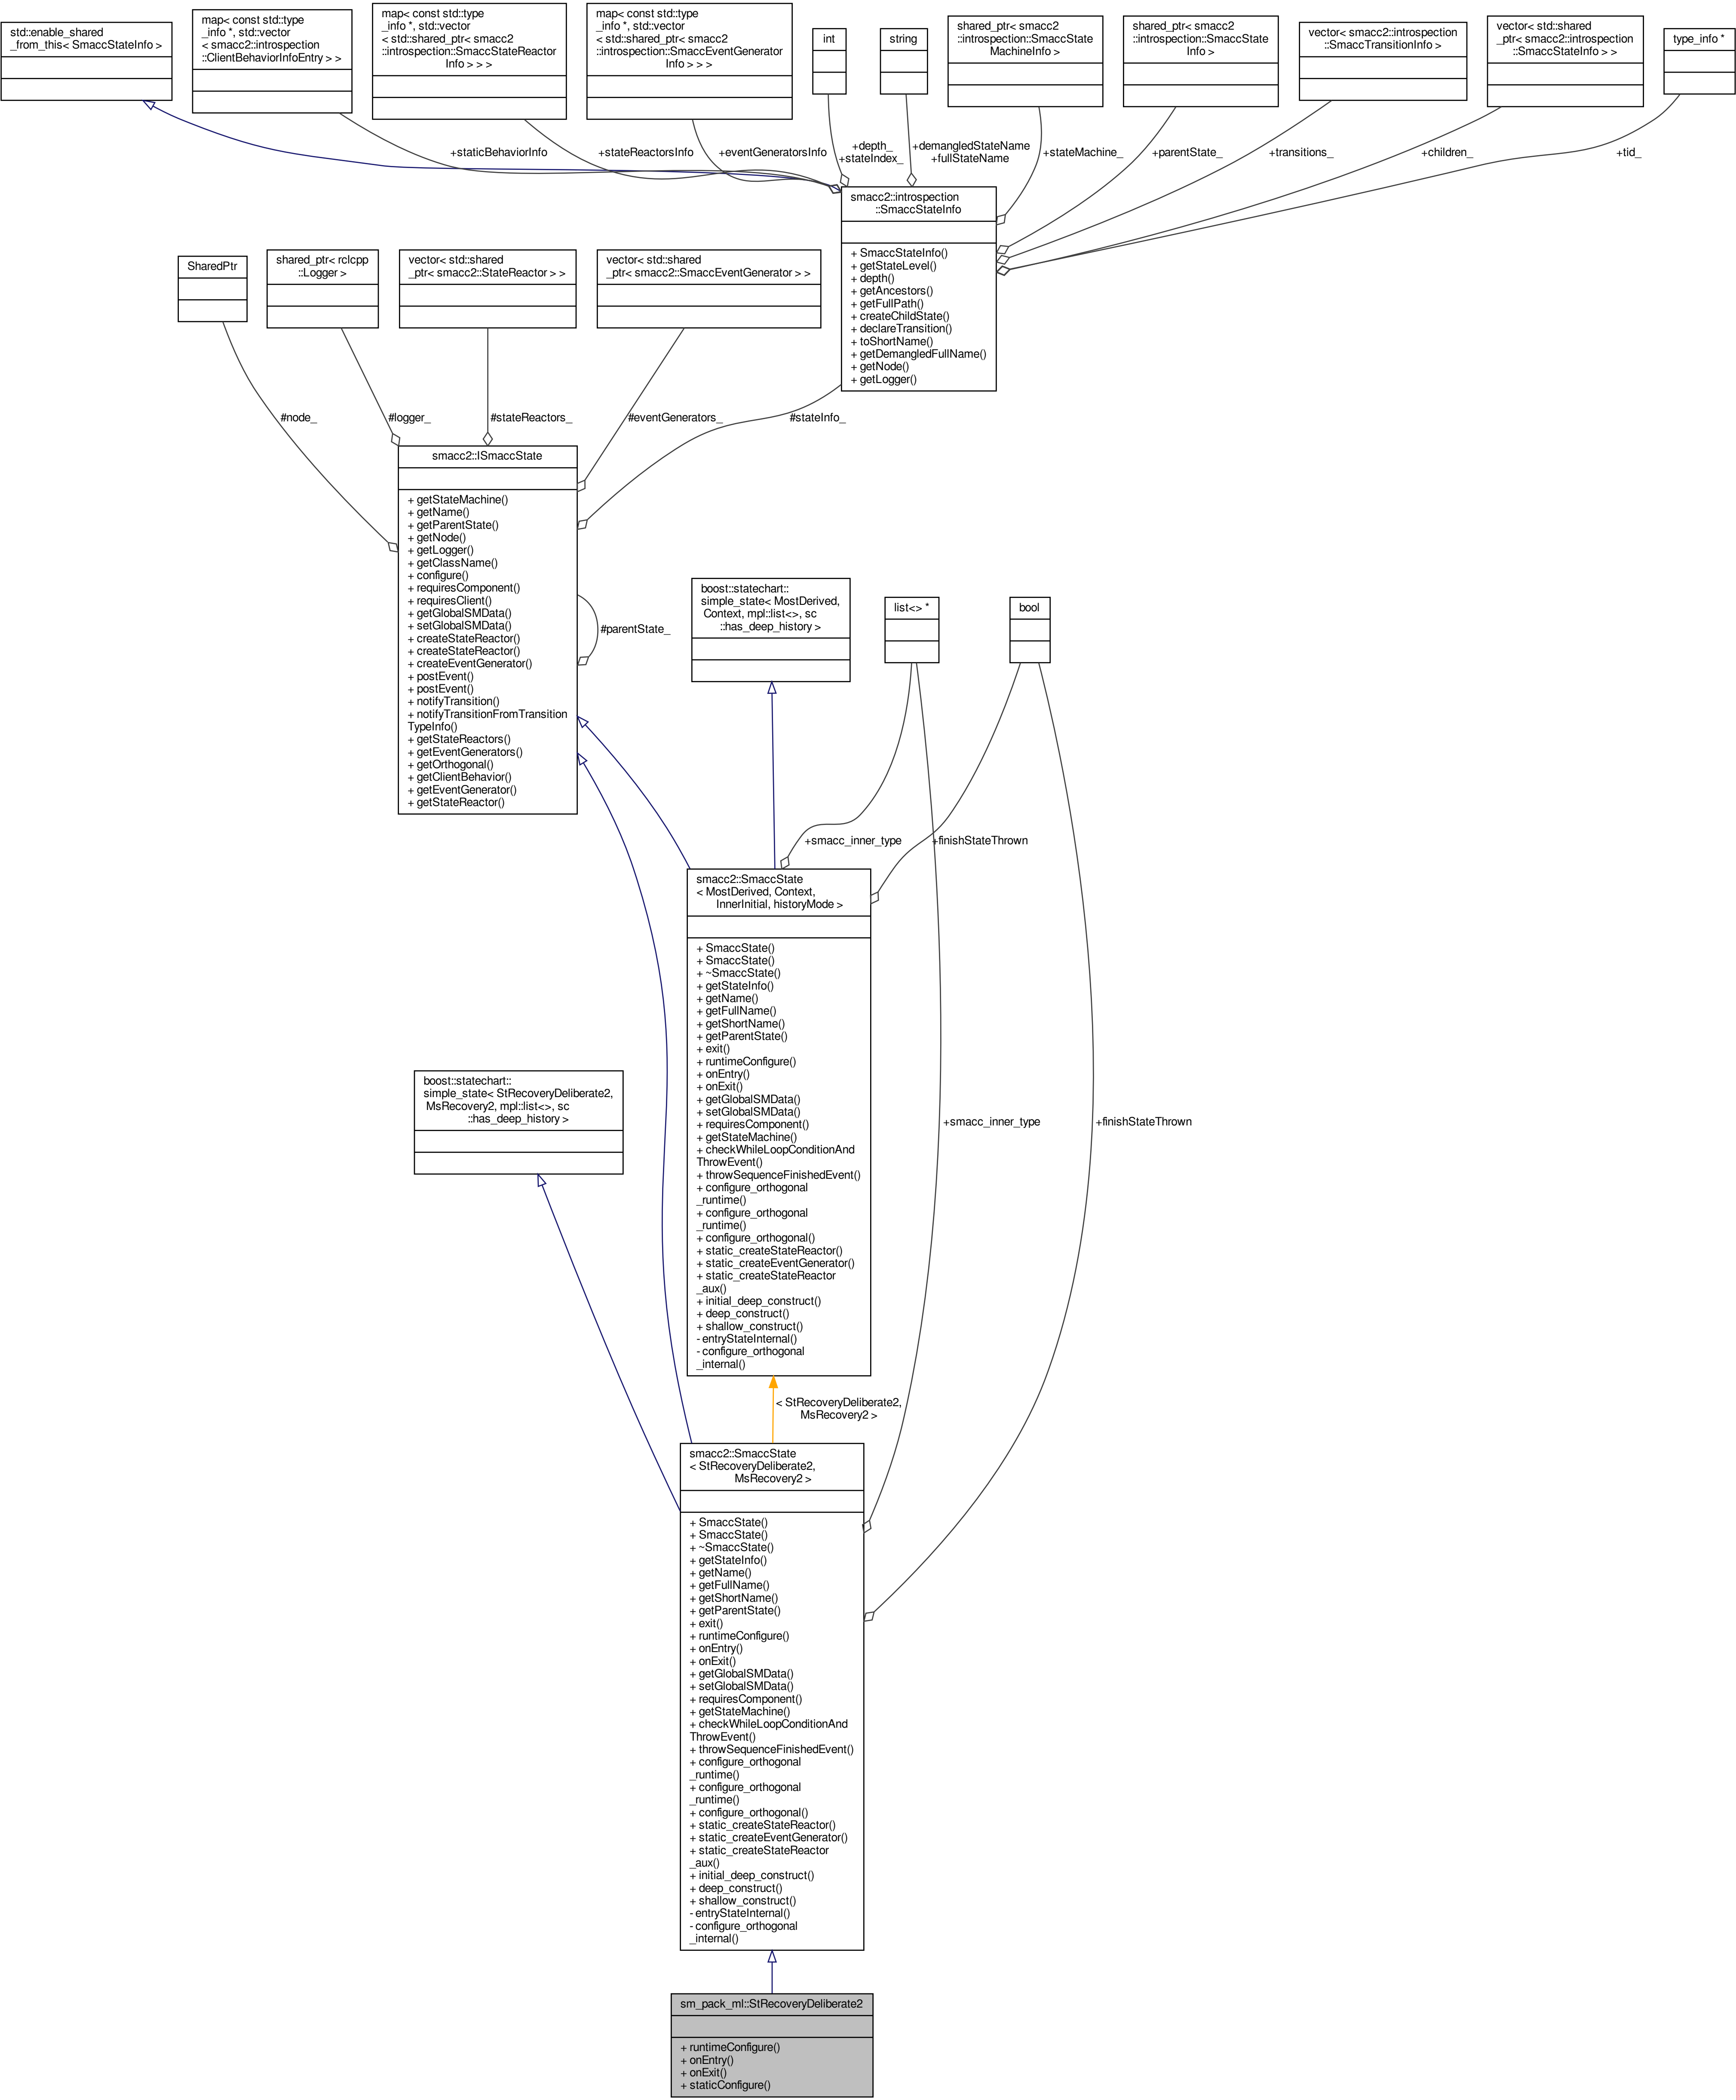 std::enable_shared
_from_this< SmaccStateInfo >
map< const std::type
_info *, std::vector
< smacc2::introspection
::ClientBehaviorInfoEntry > >
map< const std::type
_info *, std::vector
< std::shared_ptr< smacc2
::introspection::SmaccStateReactor
Info > > >
map< const std::type
_info *, std::vector
< std::shared_ptr< smacc2
::introspection::SmaccEventGenerator
Info > > >
int
string
shared_ptr< smacc2
::introspection::SmaccState
MachineInfo >
shared_ptr< smacc2
::introspection::SmaccState
Info >
vector< smacc2::introspection
::SmaccTransitionInfo >
vector< std::shared
_ptr< smacc2::introspection
::SmaccStateInfo > >
type_info *
+staticBehaviorInfo
+stateReactorsInfo
+eventGeneratorsInfo
+depth_
+stateIndex_
+demangledStateName
+fullStateName
+stateMachine_
+parentState_
+transitions_
+children_
+tid_
smacc2::introspection
::SmaccStateInfo
+ SmaccStateInfo()
+ getStateLevel()
+ depth()
+ getAncestors()
+ getFullPath()
+ createChildState()
+ declareTransition()
+ toShortName()
+ getDemangledFullName()
+ getNode()
+ getLogger()
SharedPtr
shared_ptr< rclcpp
::Logger >
vector< std::shared
_ptr< smacc2::StateReactor > >
vector< std::shared
_ptr< smacc2::SmaccEventGenerator > >
#node_
#logger_
#stateReactors_
#eventGenerators_
#stateInfo_
smacc2::ISmaccState
+ getStateMachine()
+ getName()
+ getParentState()
+ getNode()
+ getLogger()
+ getClassName()
+ configure()
+ requiresComponent()
+ requiresClient()
+ getGlobalSMData()
+ setGlobalSMData()
+ createStateReactor()
+ createStateReactor()
+ createEventGenerator()
+ postEvent()
+ postEvent()
+ notifyTransition()
+ notifyTransitionFromTransition
TypeInfo()
+ getStateReactors()
+ getEventGenerators()
+ getOrthogonal()
+ getClientBehavior()
+ getEventGenerator()
+ getStateReactor()
#parentState_
boost::statechart::
simple_state< MostDerived,
Context, mpl::list<>, sc
::has_deep_history >
list<> *
bool
+smacc_inner_type
+finishStateThrown
smacc2::SmaccState
< MostDerived, Context,
InnerInitial, historyMode >
+ SmaccState()
+ SmaccState()
+ ~SmaccState()
+ getStateInfo()
+ getName()
+ getFullName()
+ getShortName()
+ getParentState()
+ exit()
+ runtimeConfigure()
+ onEntry()
+ onExit()
+ getGlobalSMData()
+ setGlobalSMData()
+ requiresComponent()
+ getStateMachine()
+ checkWhileLoopConditionAnd
ThrowEvent()
+ throwSequenceFinishedEvent()
+ configure_orthogonal
_runtime()
+ configure_orthogonal
_runtime()
+ configure_orthogonal()
+ static_createStateReactor()
+ static_createEventGenerator()
+ static_createStateReactor
_aux()
+ initial_deep_construct()
+ deep_construct()
+ shallow_construct()
- entryStateInternal()
- configure_orthogonal
_internal()
boost::statechart::
simple_state< StRecoveryDeliberate2,
MsRecovery2, mpl::list<>, sc
::has_deep_history >
+smacc_inner_type
+finishStateThrown
< StRecoveryDeliberate2,
MsRecovery2 >
smacc2::SmaccState
< StRecoveryDeliberate2,
MsRecovery2 >
+ SmaccState()
+ SmaccState()
+ ~SmaccState()
+ getStateInfo()
+ getName()
+ getFullName()
+ getShortName()
+ getParentState()
+ exit()
+ runtimeConfigure()
+ onEntry()
+ onExit()
+ getGlobalSMData()
+ setGlobalSMData()
+ requiresComponent()
+ getStateMachine()
+ checkWhileLoopConditionAnd
ThrowEvent()
+ throwSequenceFinishedEvent()
+ configure_orthogonal
_runtime()
+ configure_orthogonal
_runtime()
+ configure_orthogonal()
+ static_createStateReactor()
+ static_createEventGenerator()
+ static_createStateReactor
_aux()
+ initial_deep_construct()
+ deep_construct()
+ shallow_construct()
- entryStateInternal()
- configure_orthogonal
_internal()
sm_pack_ml::StRecoveryDeliberate2
+ runtimeConfigure()
+ onEntry()
+ onExit()
+ staticConfigure()